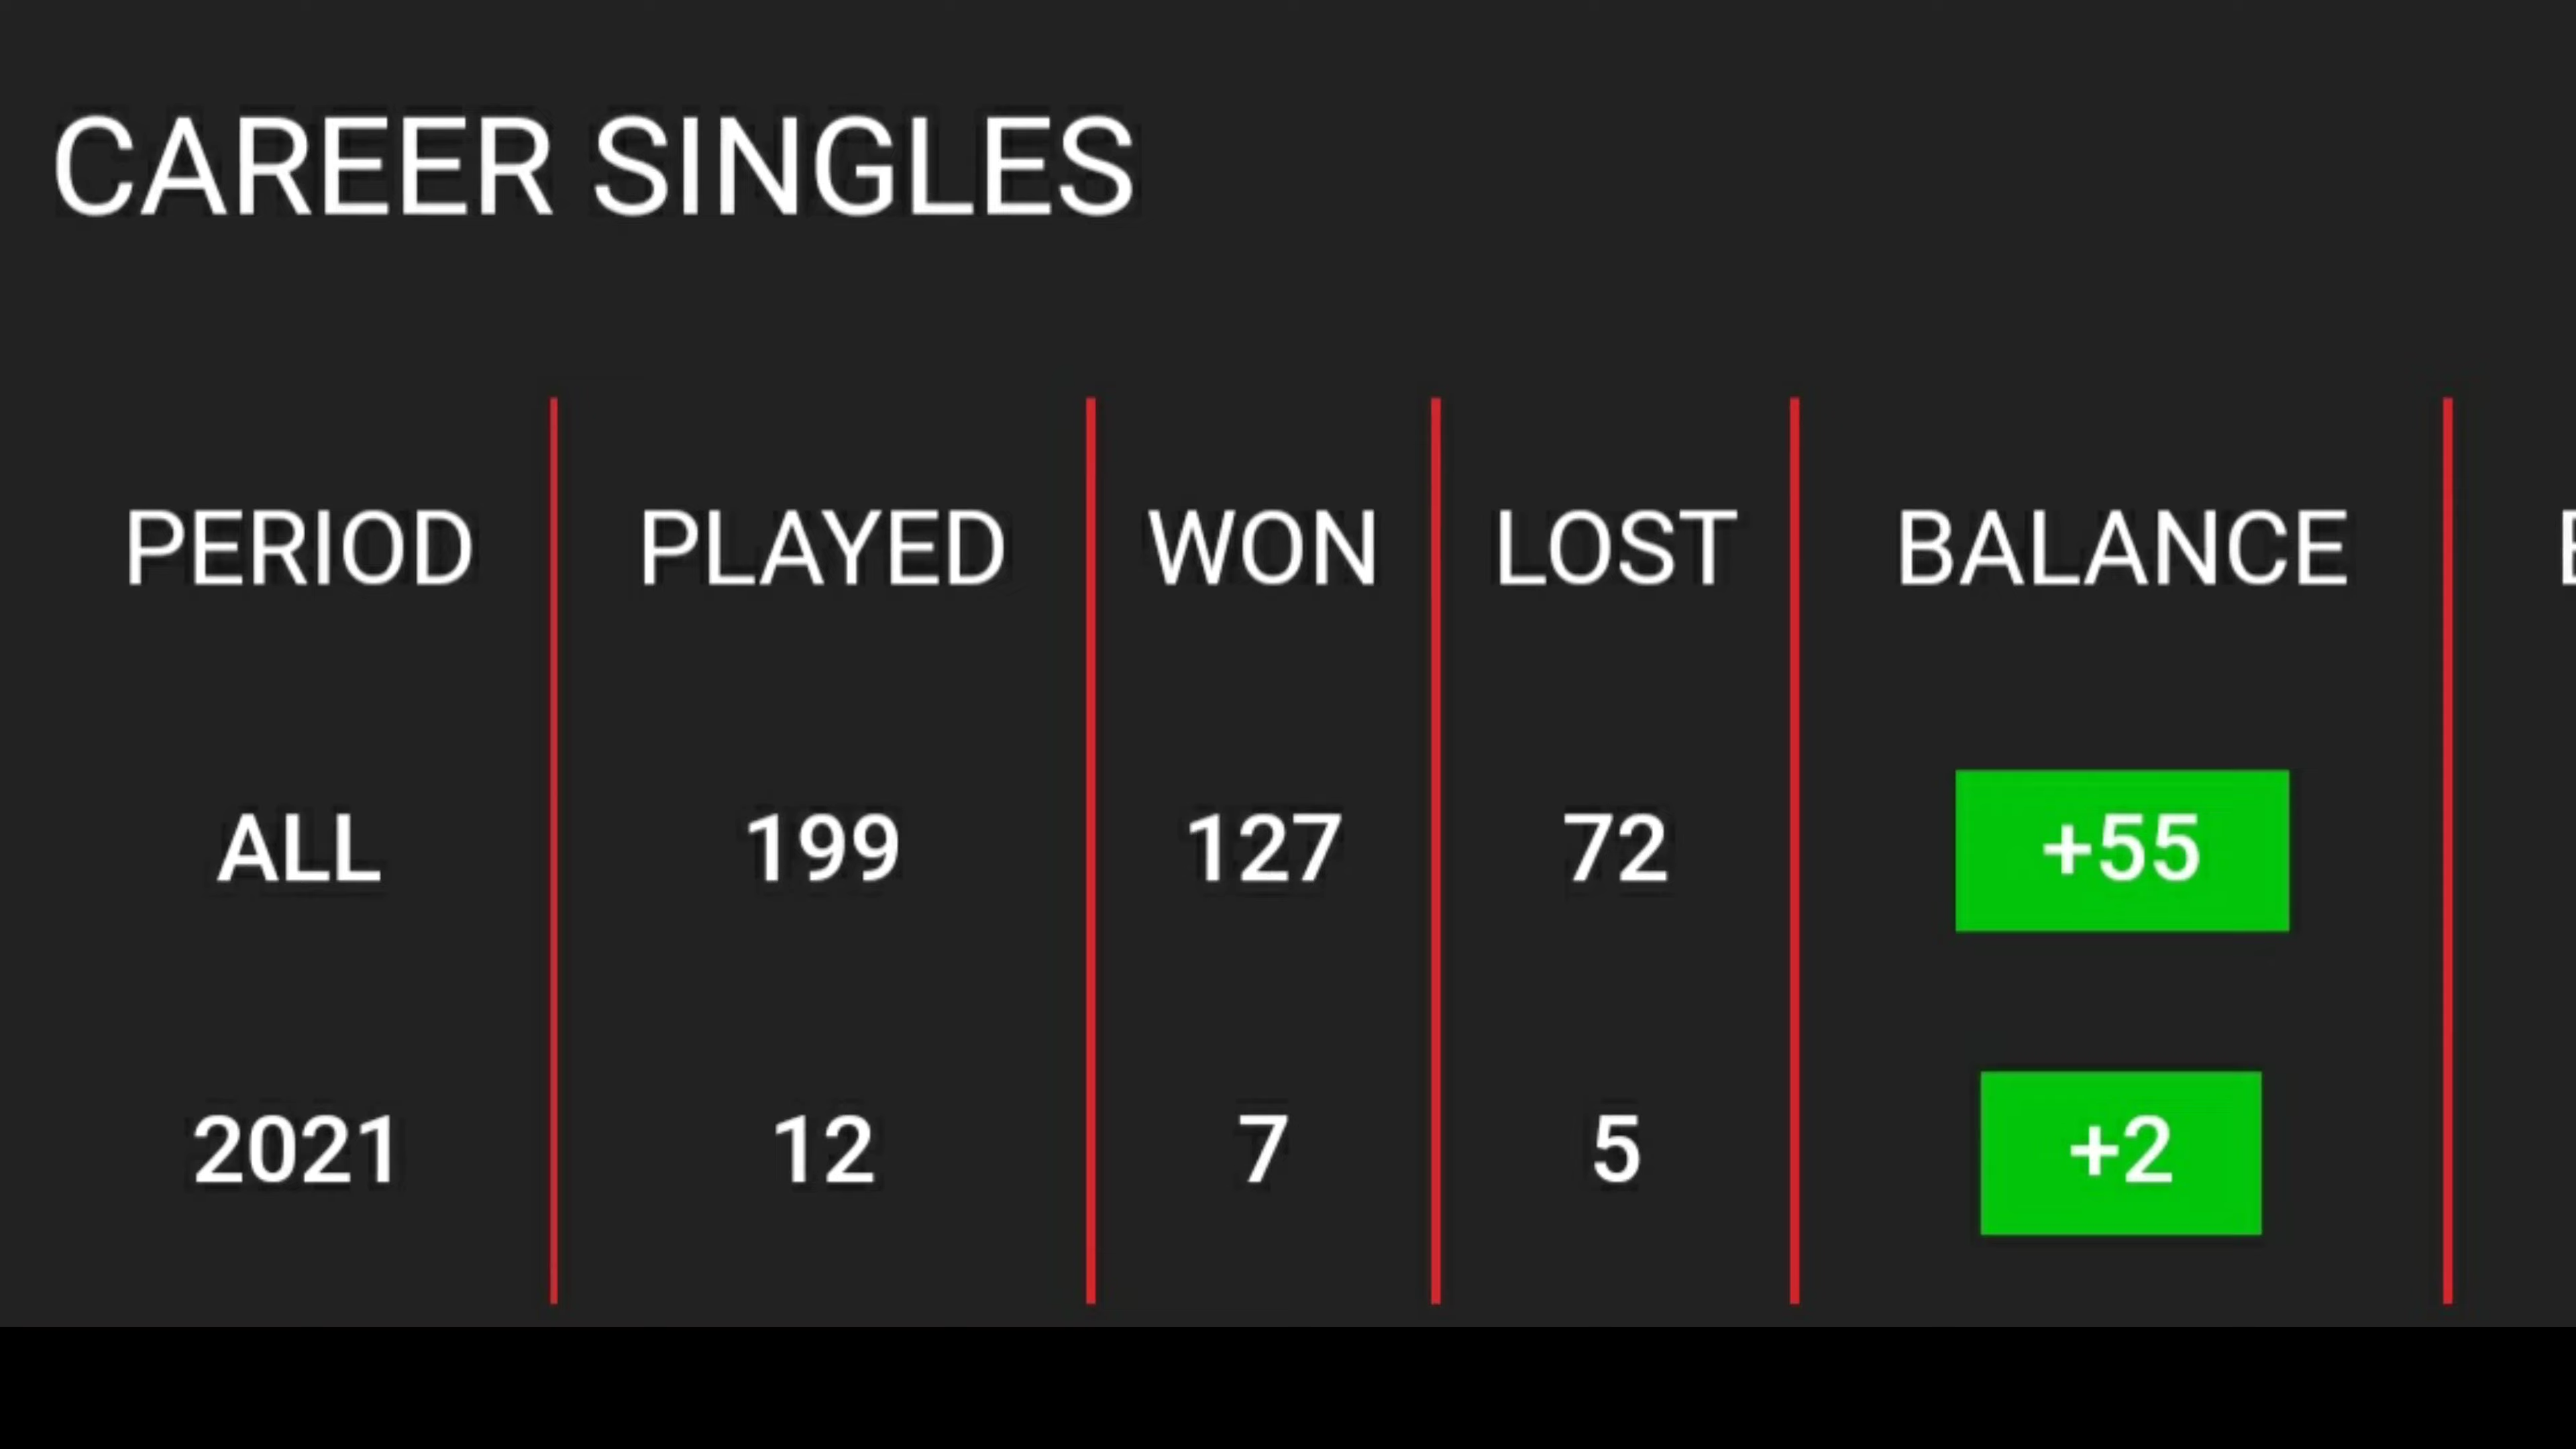 CAREER SINGLES
PERIOD PLAYED WON LOST BALANCE
ALL 199 127 72 +55
2021 12 7 5 +2